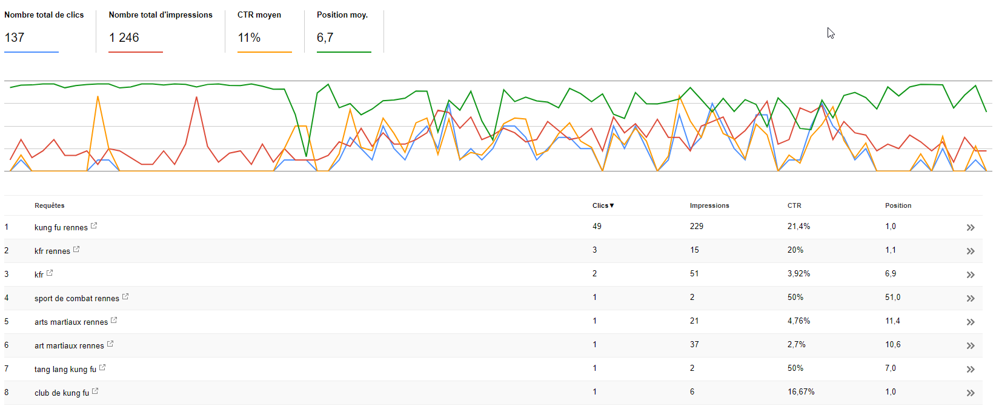 Nombre total de clics Nombre total d'impressions CTR moyen Position moy.
137 1 246 11% 6,7
Requêtes Clics▼ Impressions CTR Position
1 kung fu rennes 49 229 21,4% 1,0
2 kfr rennes 3 15 20% 1,1
3 kfr 2 51 3,92% 6,9
4 sport de combat rennes 1 2 50% 51,0
5 arts martiaux rennes 1 21 4,76% 11,4
6 art martiaux rennes 1 37 2,7% 10,6
7 tang lang kung fu 1 2 50% 7,0
8 club de kung fu 1 6 16,67% 1,0